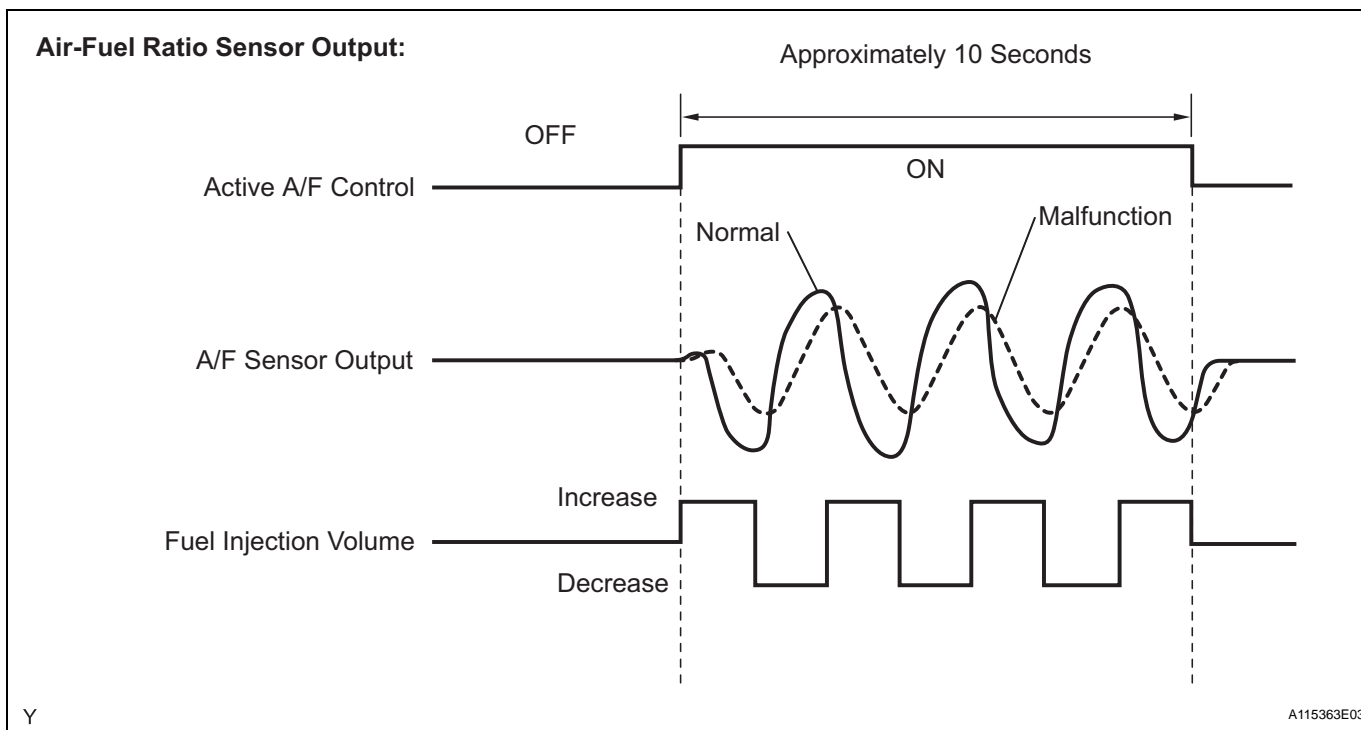 Air-Fuel Ratio Sensor Output:
Approximately 10 Seconds
OFF
Active A/F Control
ON
Normal
Malfunction
A/F Sensor Output
Increase
Fuel Injection Volume
Decrease
Y
A115363E03